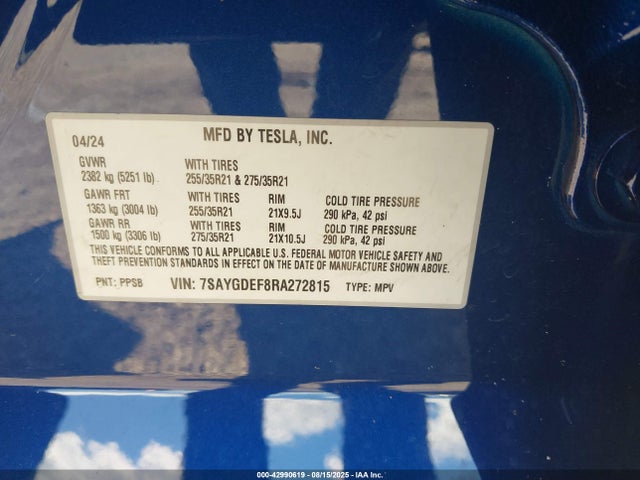 04/24 MFD BY TESLA, INC.
GVWR WITH TIRES
2382 kg (5251 lb) 255/35R21 & 275/35R21
GAWR FRT WITH TIRES RIM COLD TIRE PRESSURE
1363 kg (3004 lb) 255/35R21 21X9.5J 290 kPa, 42 psi
GAWR RR WITH TIRES RIM COLD TIRE PRESSURE
1500 kg (3306 lb) 275/35R21 21X10.5J 290 kPa, 42 psi
THIS VEHICLE CONFORMS TO ALL APPLICABLE U.S. FEDERAL MOTOR VEHICLE SAFETY AND
THEFT PREVENTION STANDARDS IN EFFECT ON THE DATE OF MANUFACTURE SHOWN ABOVE.
PNT: PPSB VIN: 7SAYGDEF8RA272815 TYPE: MPV
000-42990619 - 08/15/2025 - IAA Inc.